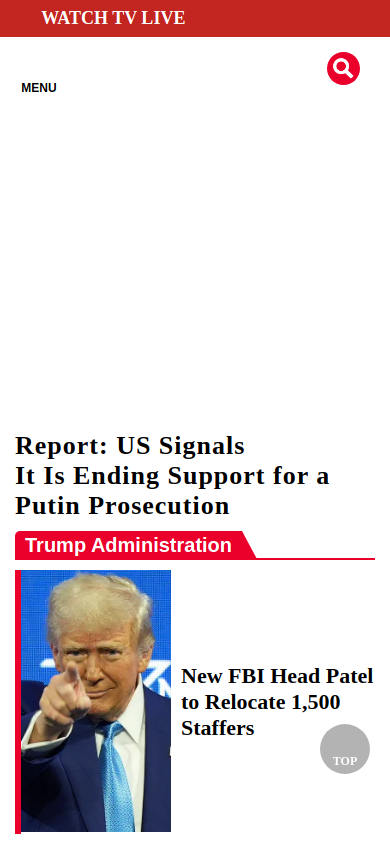 WATCH TV LIVE
MENU
Report: US Signals
It Is Ending Support for a
Putin Prosecution
Trump Administration
New FBI Head Patel
to Relocate 1,500
Staffers
TOP